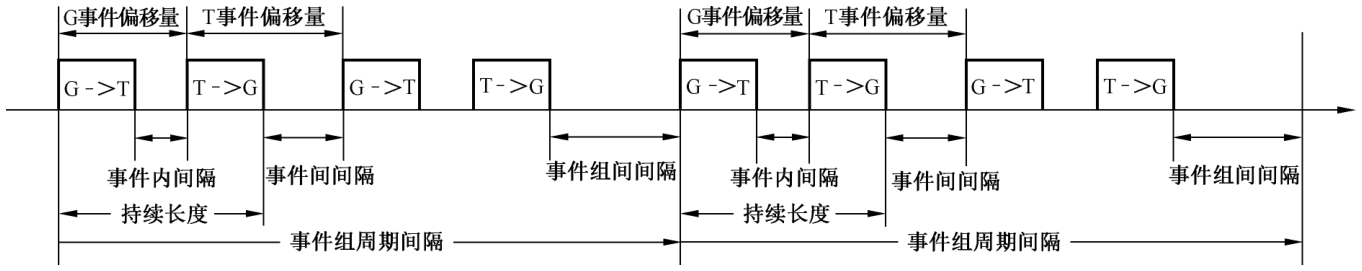 G事件偏移量 T事件偏移量 G事件偏移量 T事件偏移量
G->T T->G G->T T->G G->T T->G G->T T->G
事件内间隔 事件间间隔 事件组间间隔 事件内间隔 事件间间隔 事件组间间隔
持续长度 持续长度
事件组周期间隔 事件组周期间隔